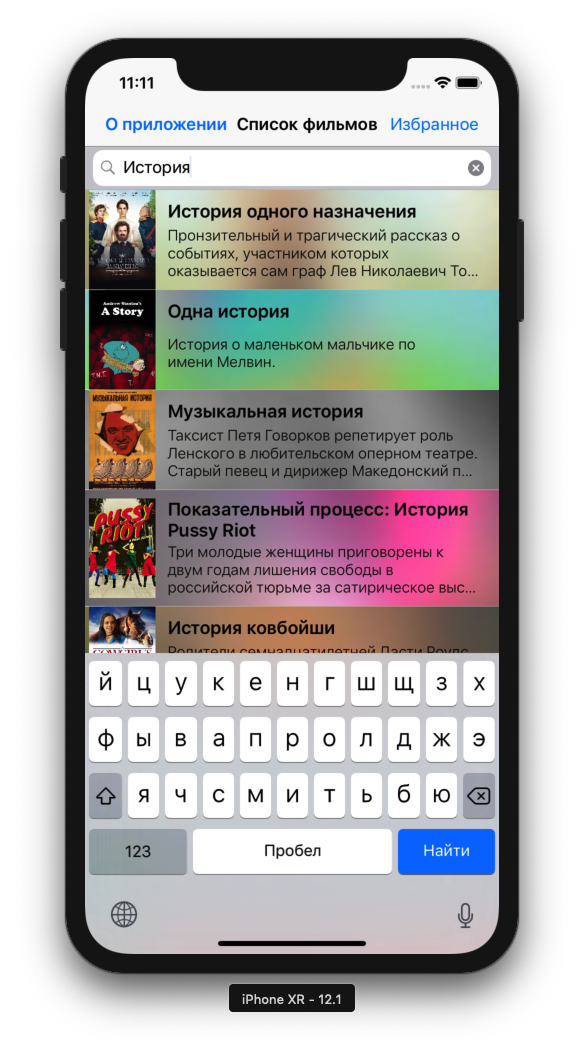 11:11
О приложении Список фильмов Избранное
История
История одного назначения
Пронзительный и трагический рассказ о
событиях, участником которых
оказывается сам граф Лев Николаевич То...
Andrew Stanton's
A Story
T.N.T.
Одна история
История о маленьком мальчике по
имени Мелвин.
МУЗЫКАЛЬНАЯ ИСТОРИЯ
Музыкальная история
Таксист Петя Говорков репетирует роль
Ленского в любительском оперном театре.
Старый певец и дирижер Македонский п...
PUSSY
RIOT
Показательный процесс: История
Pussy Riot
Три молодые женщины приговорены к
двум годам лишения свободы в
российской тюрьме за сатирическое выс...
История ковбойши
Родители семнадцатилетней Дасти Роудс
й ц у к е н г ш щ з х
ф ы в а п р о л д ж э
я ч с м и т ь б ю
123 Пробел Найти
iPhone XR - 12.1